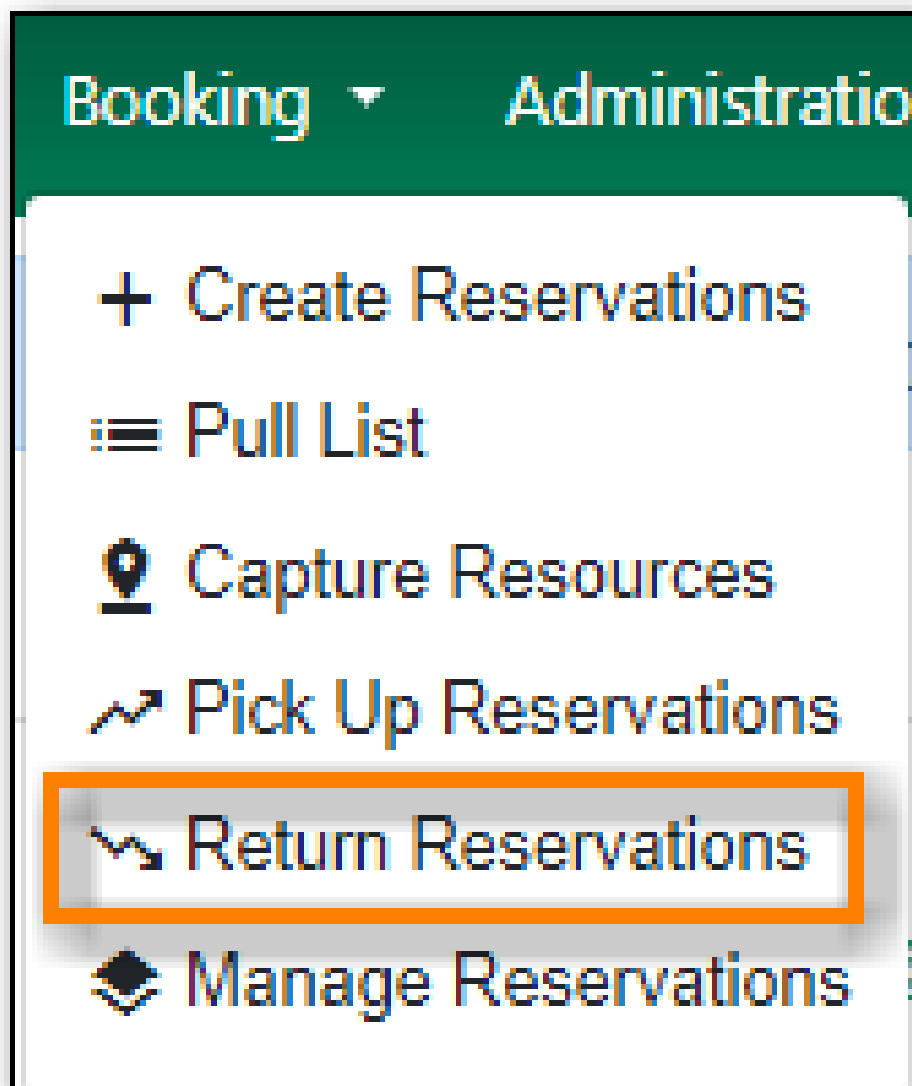 Booking Administratio
Create Reservations
Pull List
Capture Resources
Pick Up Reservations
Return Reservations
Manage Reservations